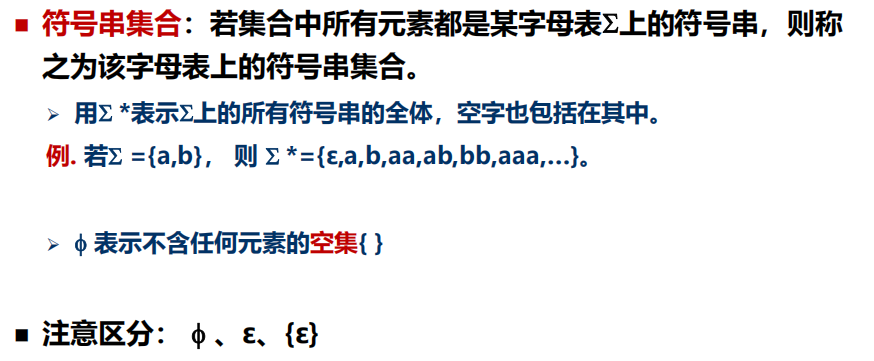 ■ 符号串集合：若集合中所有元素都是某字母表Σ上的符号串，则称
之为该字母表上的符号串集合。
➢ 用Σ *表示Σ上的所有符号串的全体，空字也包括在其中。
例. 若Σ ={a,b}， 则 Σ *={ε,a,b,aa,ab,bb,aaa,…}。
➢ ϕ 表示不含任何元素的空集{ }
■ 注意区分： ϕ 、ε、{ε}